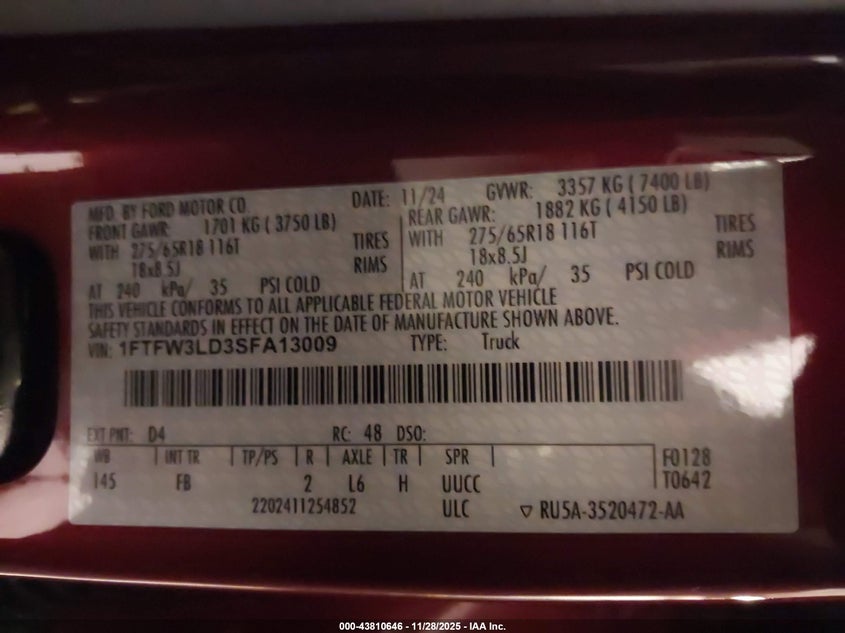 MFD. BY FORD MOTOR CO. DATE: 11/24 GVWR: 3357 KG ( 7400 LB)
FRONT GAWR: 1701 KG ( 3750 LB) REAR GAWR: 1882 KG ( 4150 LB)
WITH 275/65R18 116T TIRES WITH 275/65R18 116T TIRES
18x8.5J RIMS 18x8.5J RIMS
AT 240 kPa/ 35 PSI COLD AT 240 kPa/ 35 PSI COLD
THIS VEHICLE CONFORMS TO ALL APPLICABLE FEDERAL MOTOR VEHICLE
SAFETY STANDARDS IN EFFECT ON THE DATE OF MANUFACTURE SHOWN ABOVE.
VIN: 1FTFW3LD3SFA13009 TYPE: Truck
EXT PNT: D4 RC: 48 DSO:
WB INT TR TP/PS R AXLE TR SPR F0128
145 FB 2 L6 H UUCC T0642
2202411254852 ULC ▽ RU5A-3520472-AA
000-43810646 - 11/28/2025 - IAA Inc.